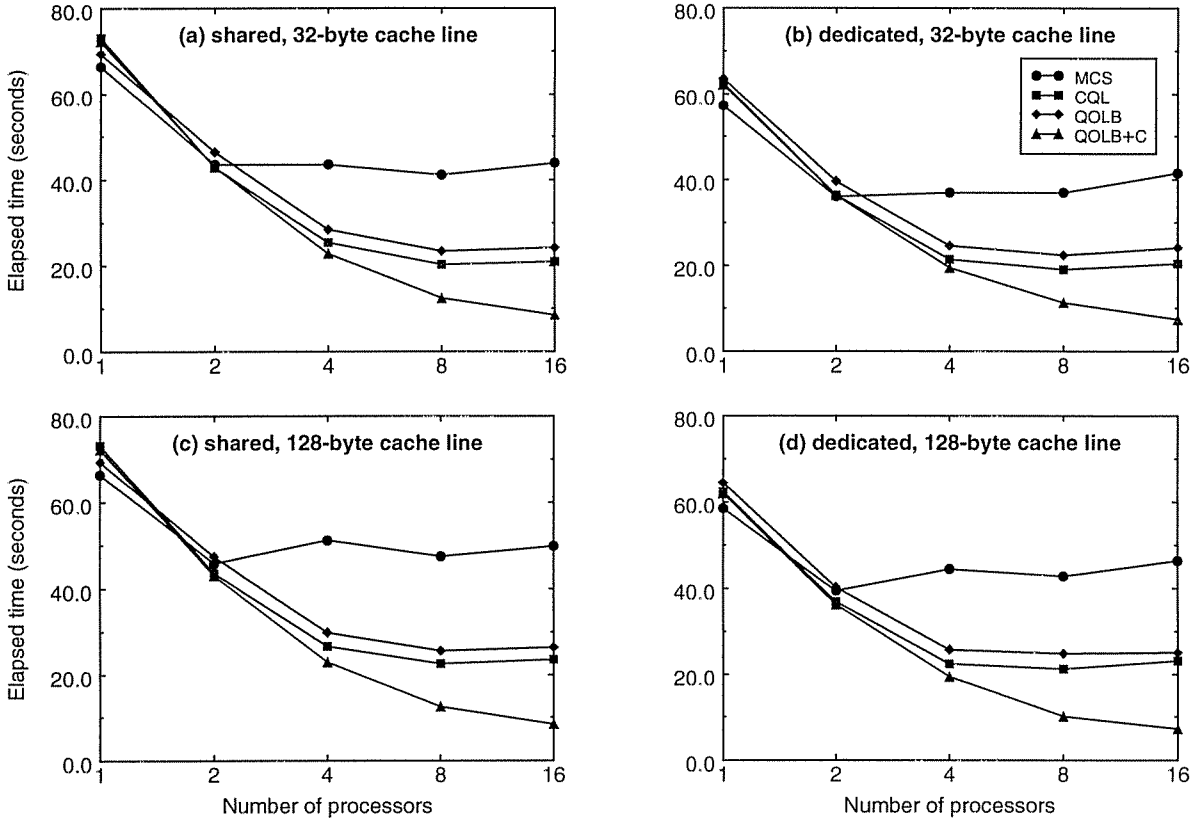 (a) shared, 32-byte cache line
Elapsed time (seconds)
80.0
60.0
40.0
20.0
0.0
1 2 4 8 16
(b) dedicated, 32-byte cache line
MCS
CQL
QOLB
QOLB+C
80.0
60.0
40.0
20.0
0.0
1 2 4 8 16
(c) shared, 128-byte cache line
Elapsed time (seconds)
80.0
60.0
40.0
20.0
0.0
1 2 4 8 16
Number of processors
(d) dedicated, 128-byte cache line
80.0
60.0
40.0
20.0
0.0
1 2 4 8 16
Number of processors